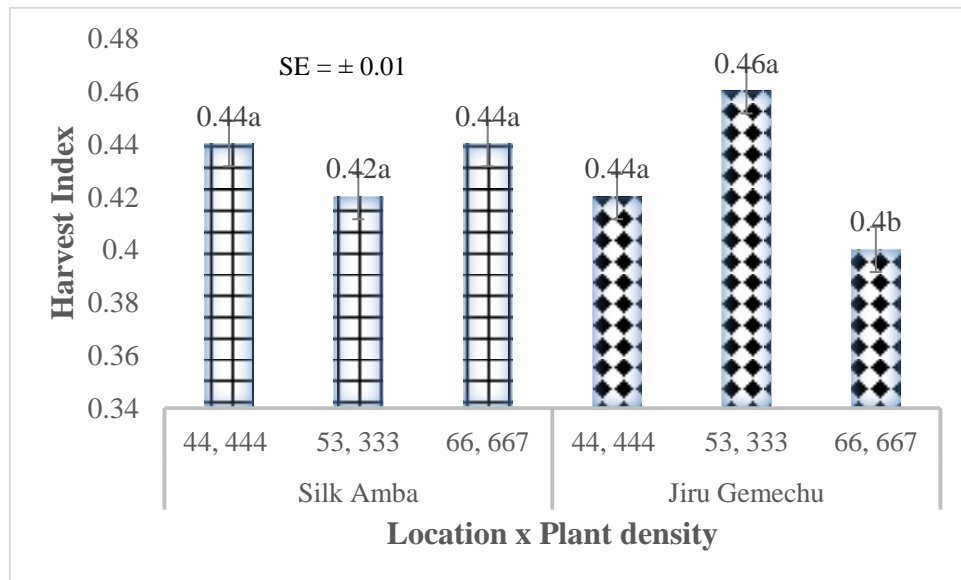 0.48
SE = ± 0.01
0.46a
0.46
0.44a
0.44a
0.44
0.42a
0.44a
0.42
0.4b
0.4
0.38
0.36
0.34
Harvest Index
44, 444
53, 333
66, 667
44, 444
53, 333
66, 667
Silk Amba
Jiru Gemechu
Location x Plant density